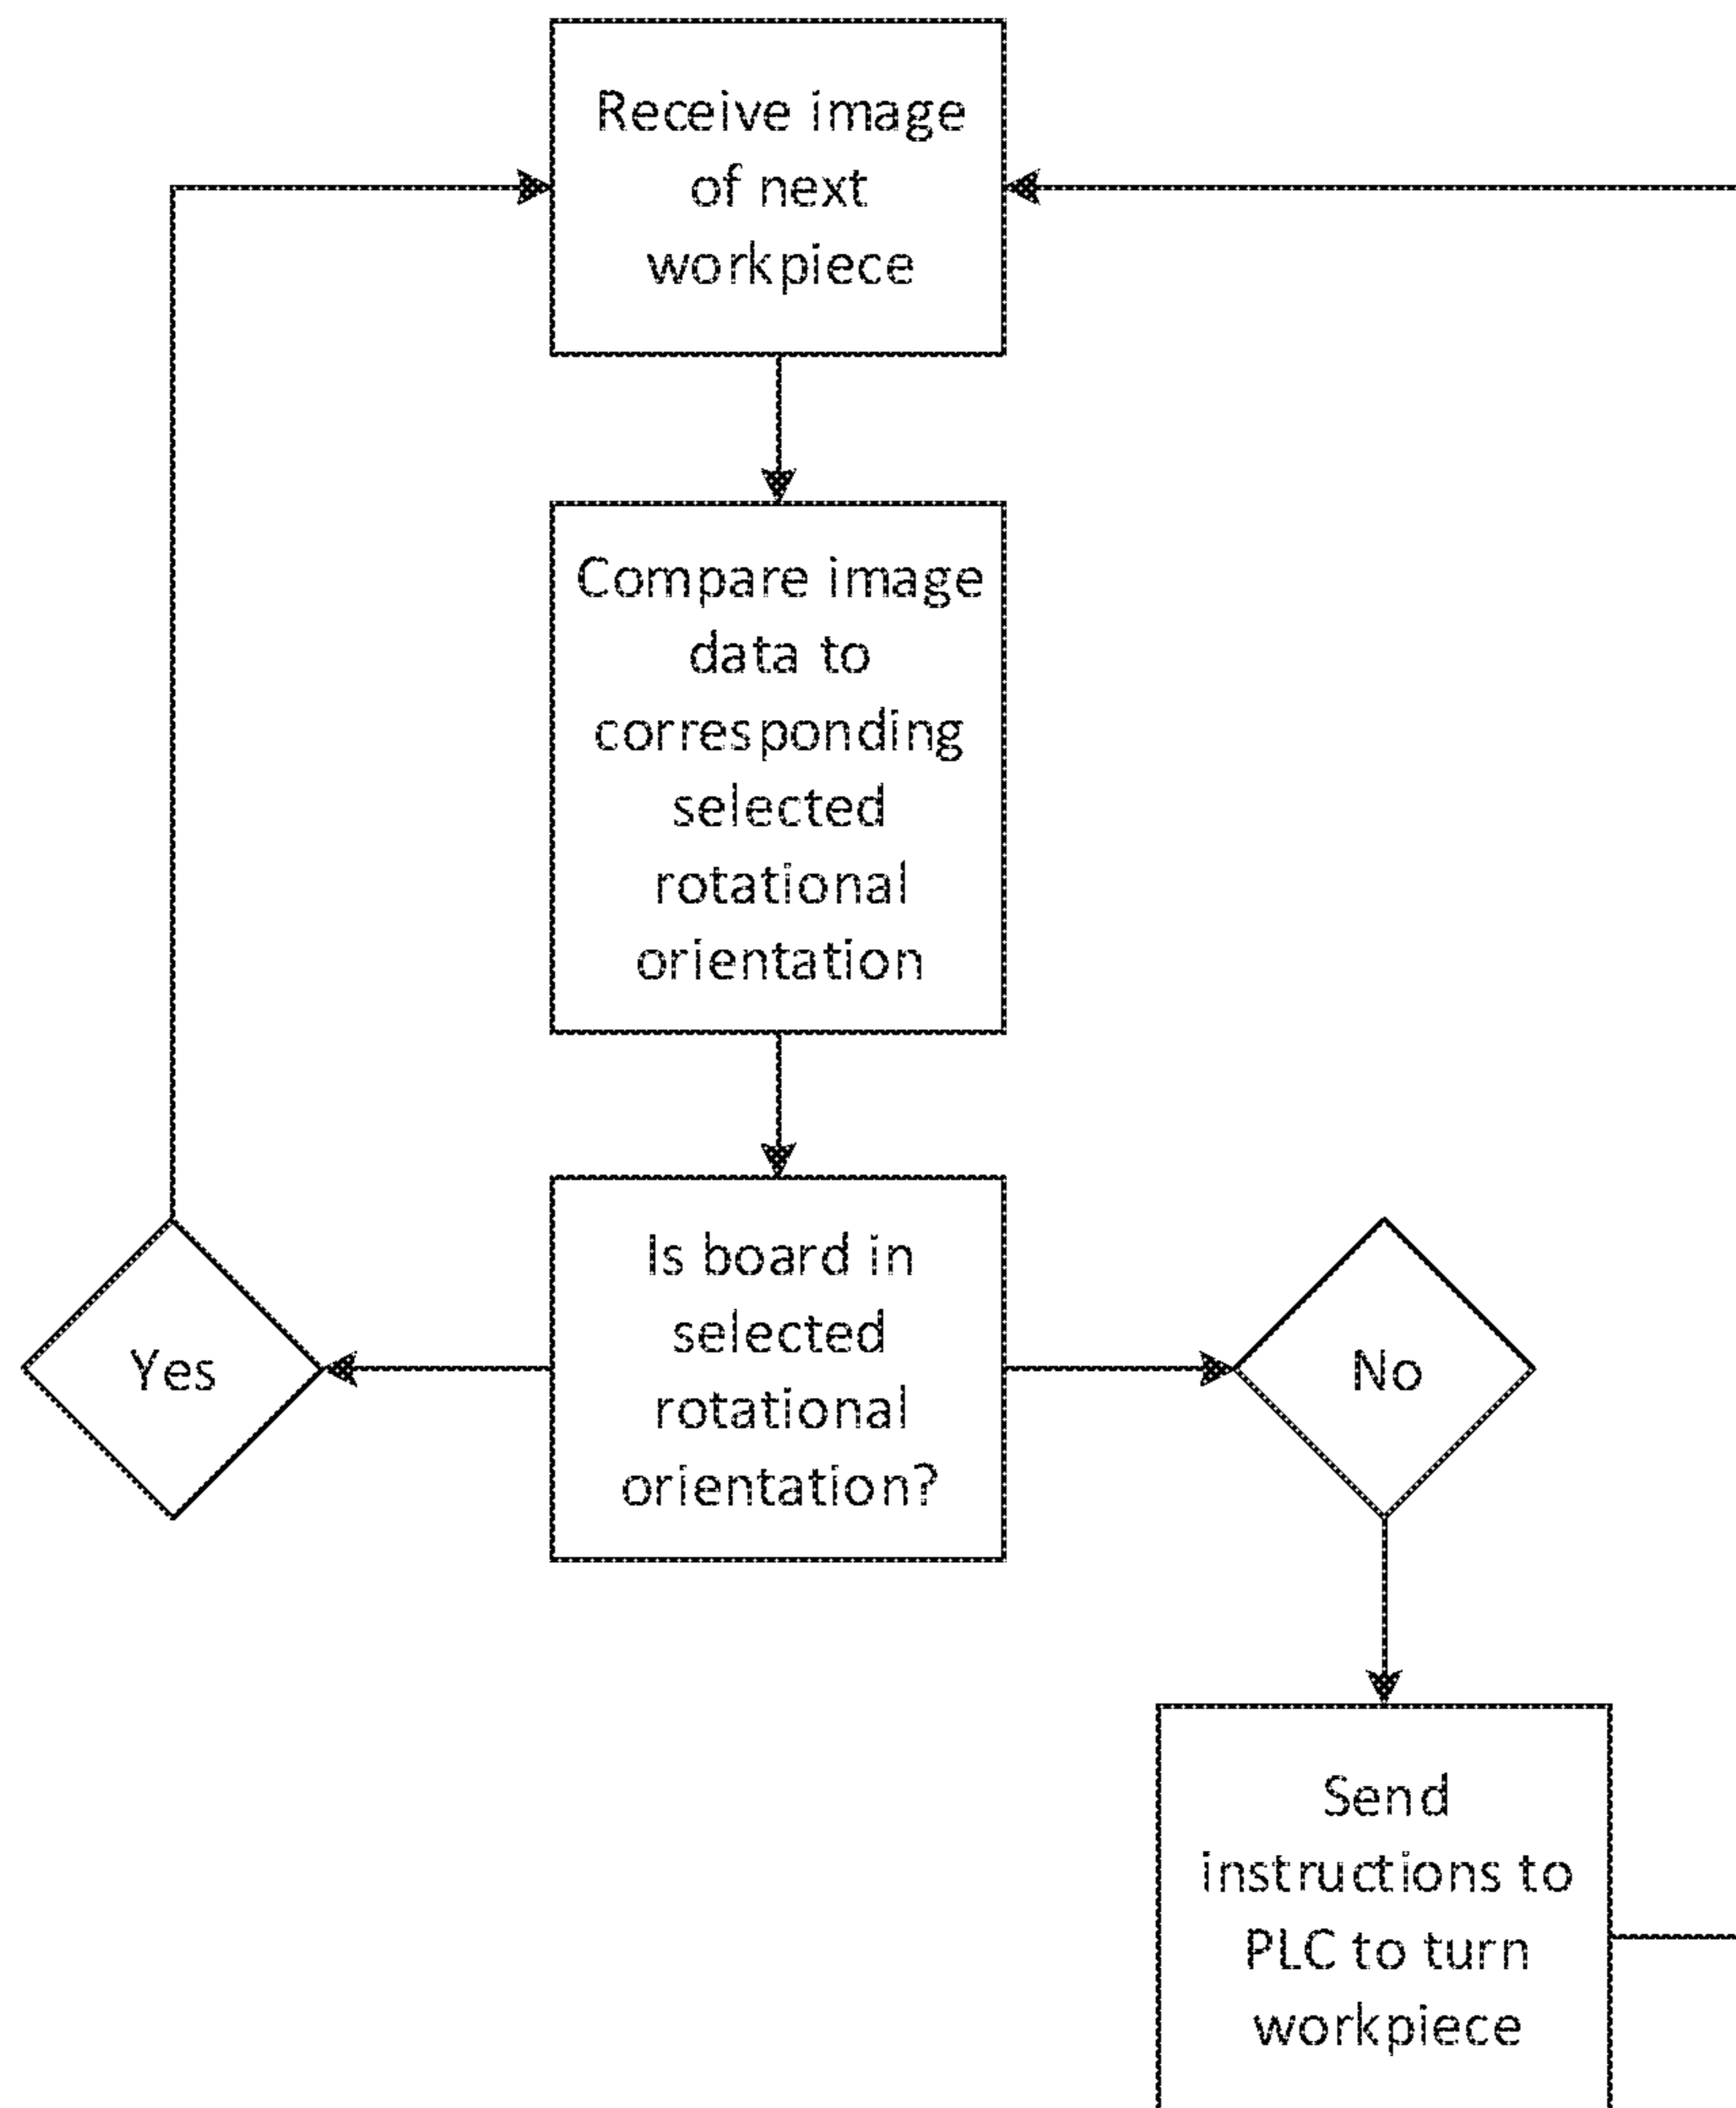 Receive image
of next
workpiece
Compare image
data to
corresponding
selected
rotational
orientation
Is board in
selected
rotational
orientation?
Yes
No
Send
instructions to
PLC to turn
workpiece